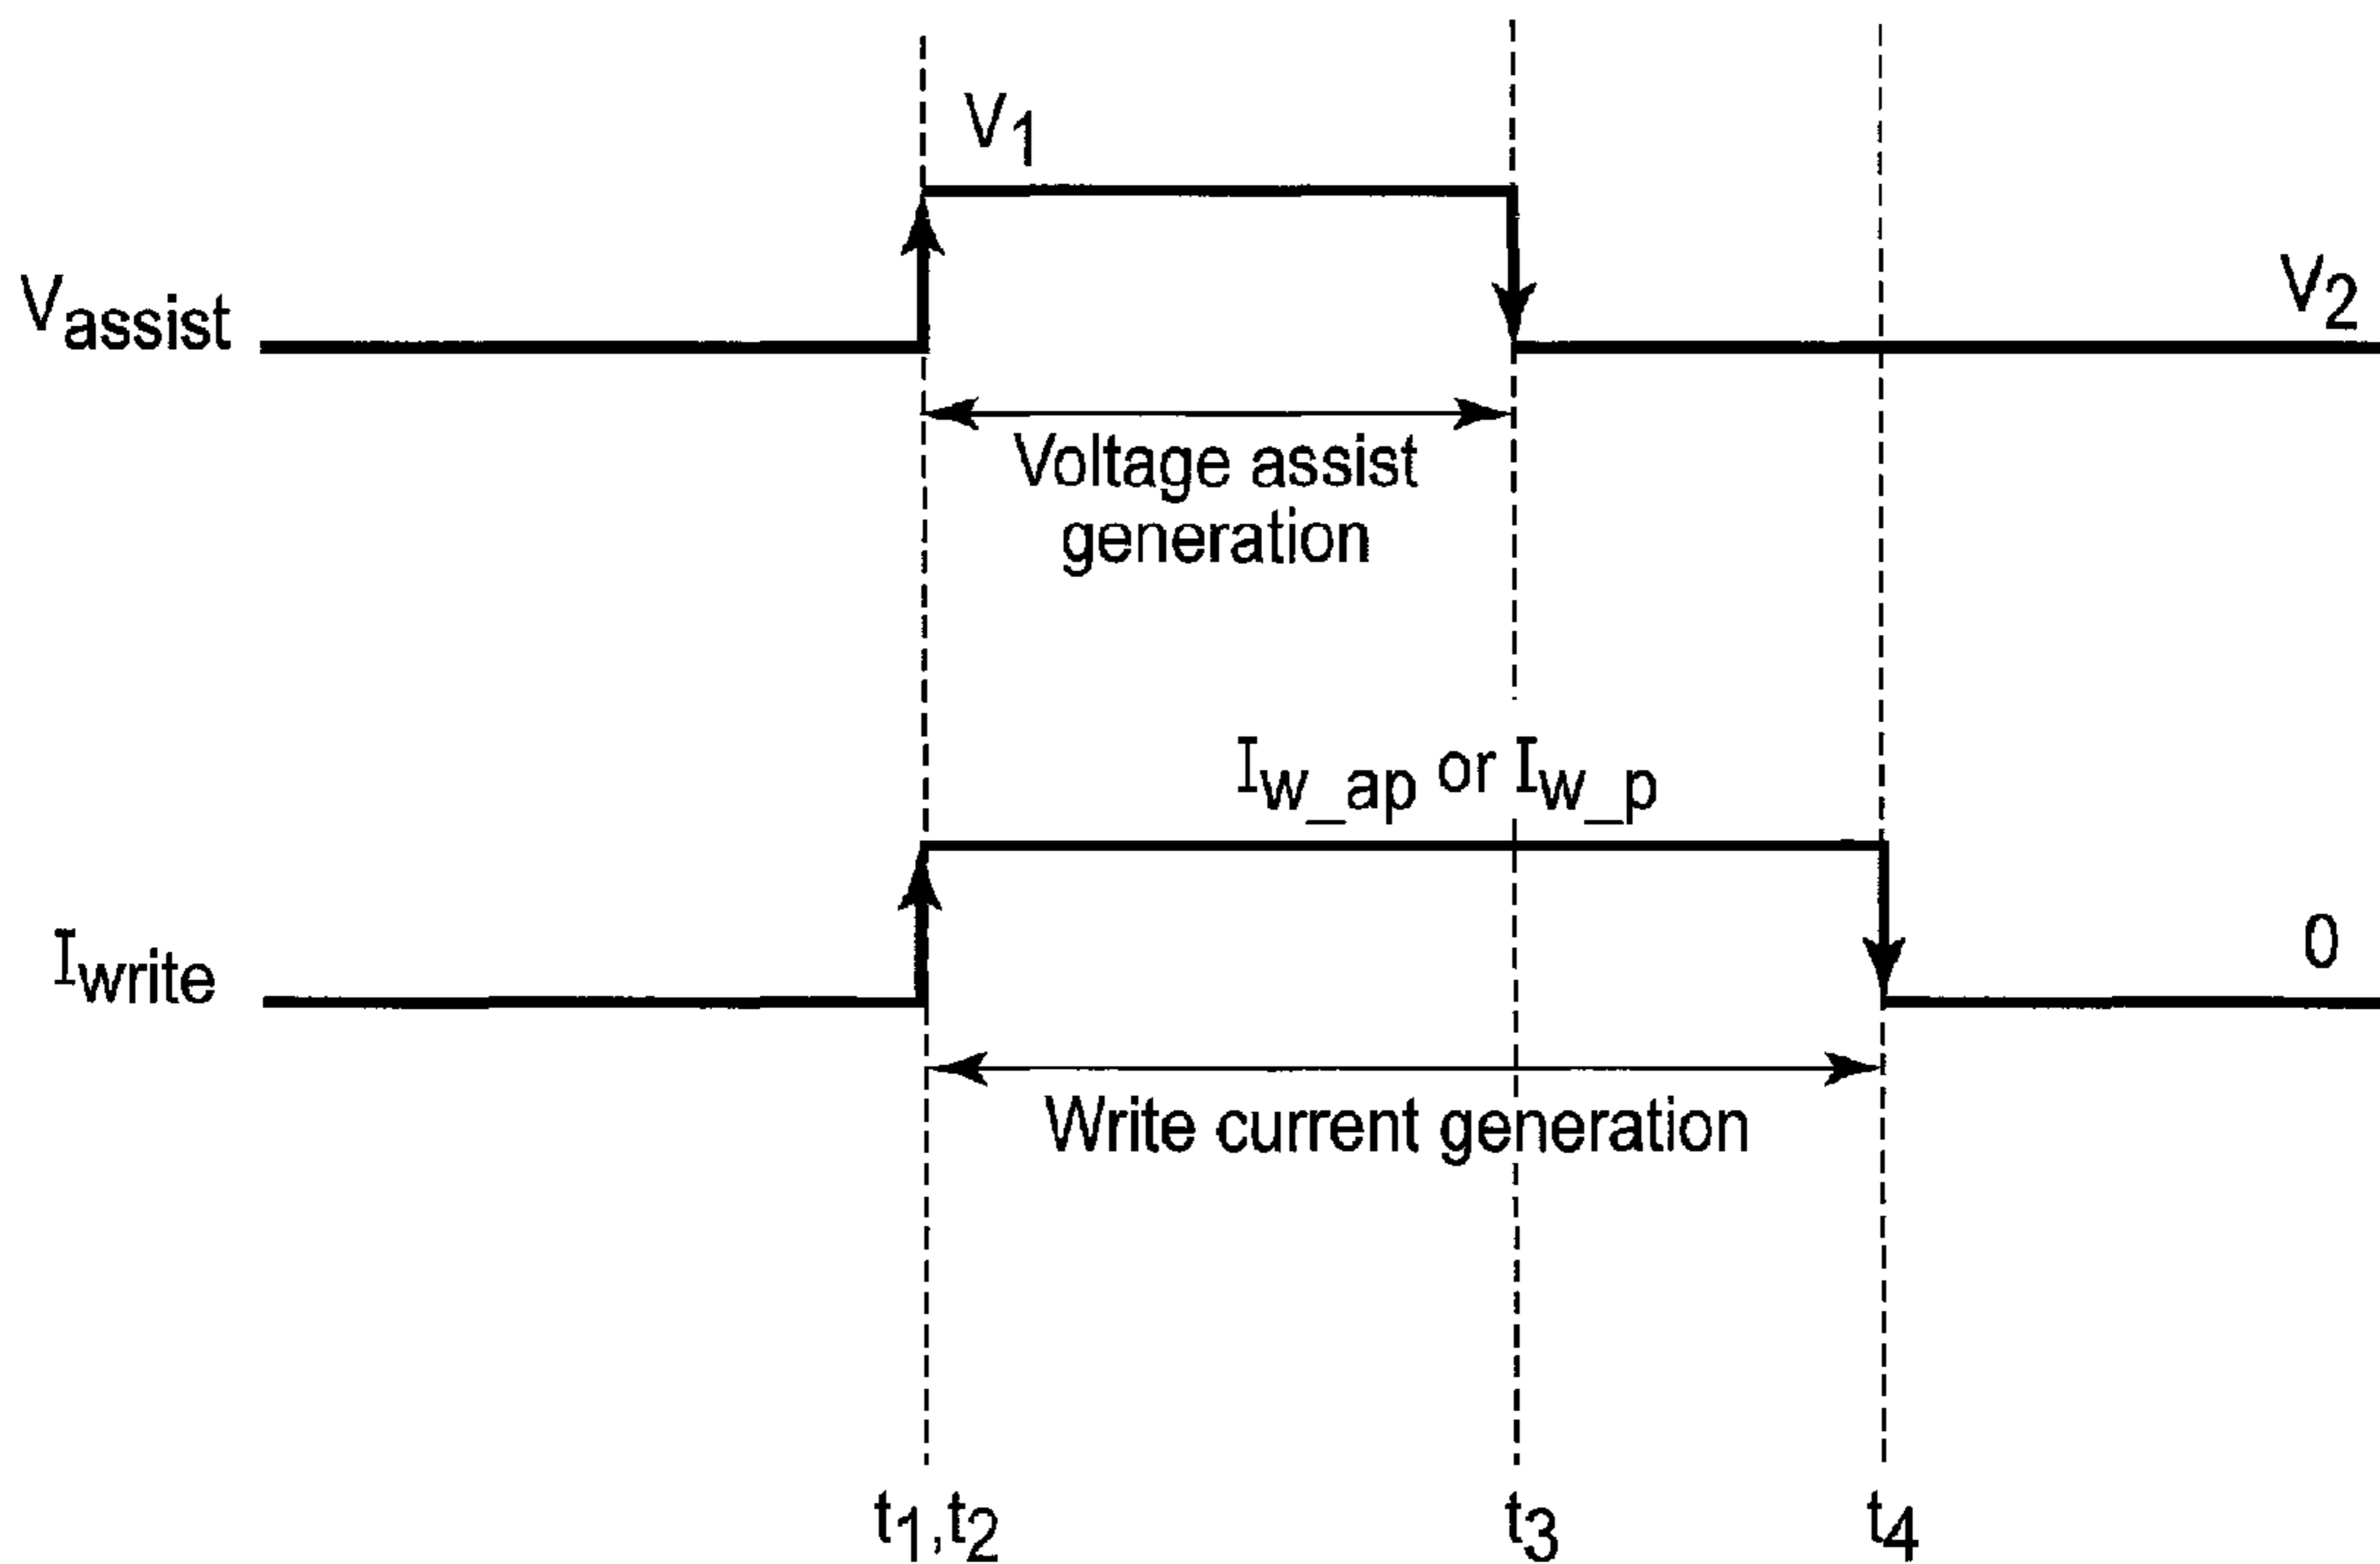 V1
Vassist
V2
Voltage assist
generation
Iw_ap or Iw_p
Iwrite
0
Write current generation
t1,t2
t3
t4